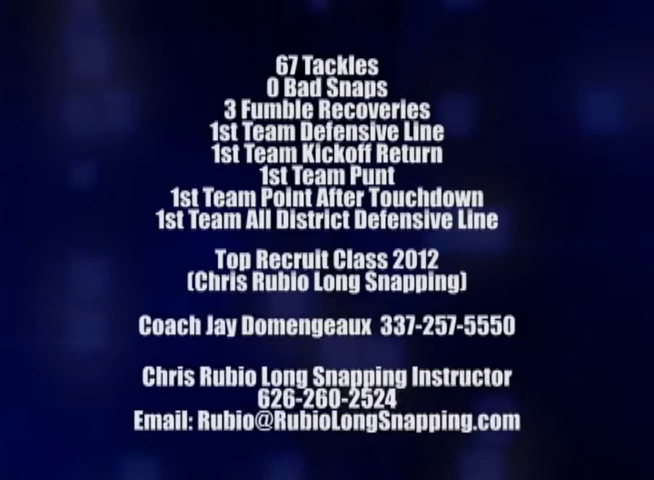 67 Tackles
0 Bad Snaps
3 Fumble Recoveries
1st Team Defensive Line
1st Team Kickoff Return
1st Team Punt
1st Team Point After Touchdown
1st Team All District Defensive Line
Top Recruit Class 2012
(Chris Rubio Long Snapping)
Coach Jay Domengeaux 337-257-5550
Chris Rubio Long Snapping Instructor
626-260-2524
Email: Rubio@RubioLongSnapping.com